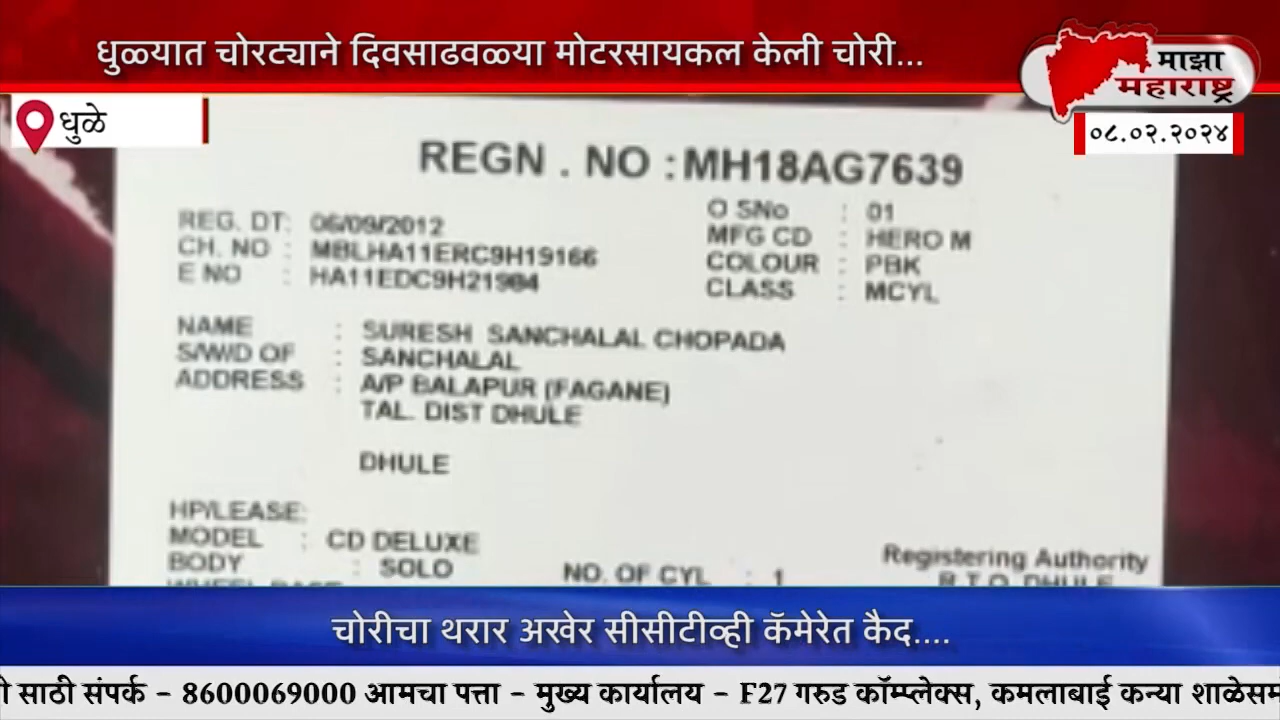 धुळ्यात चोरट्याने दिवसाढवळ्या मोटरसायकल केली चोरी...
माझा
महाराष्ट्र
धुळे
०८.०२.२०२४
REGN . NO : MH18AG7639
REG. DT: 06/09/2012
CH. NO : MBLHA11ERC9H19166
E NO : HA11EDC9H21984
O SNo : 01
MFG CD : HERO M
COLOUR : PBK
CLASS : MCYL
NAME : SURESH SANCHALAL CHOPADA
S/W/D OF : SANCHALAL
ADDRESS : A/P BALAPUR (FAGANE)
TAL. DIST DHULE
DHULE
HP/LEASE:
MODEL : CD DELUXE
BODY : SOLO
NO. OF CYL : 1
Registering Authority
R.T.O. DHULE
WHEEL BASE
चोरीचा थरार अखेर सीसीटीव्ही कॅमेरेत कैद....
साठी संपर्क - 8600069000 आमचा पत्ता - मुख्य कार्यालय - F27 गरुड कॉम्प्लेक्स, कमलाबाई कन्या शाळेसम